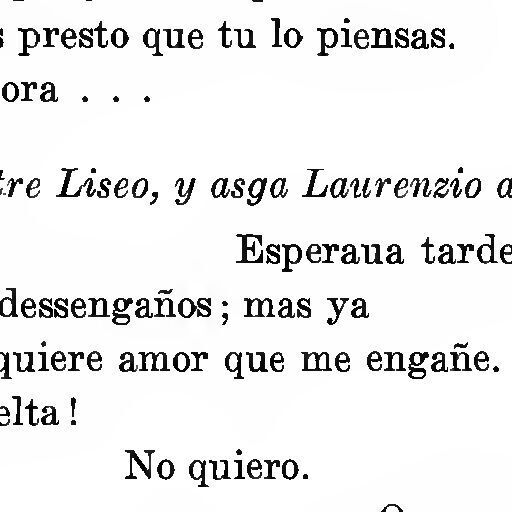 presto que tu lo piensas.
ora . . .
tre Liseo, y asga Laurenzio a
Esperaua tarde
dessengaños; mas ya
quiere amor que me engañe.
elta!
No quiero.